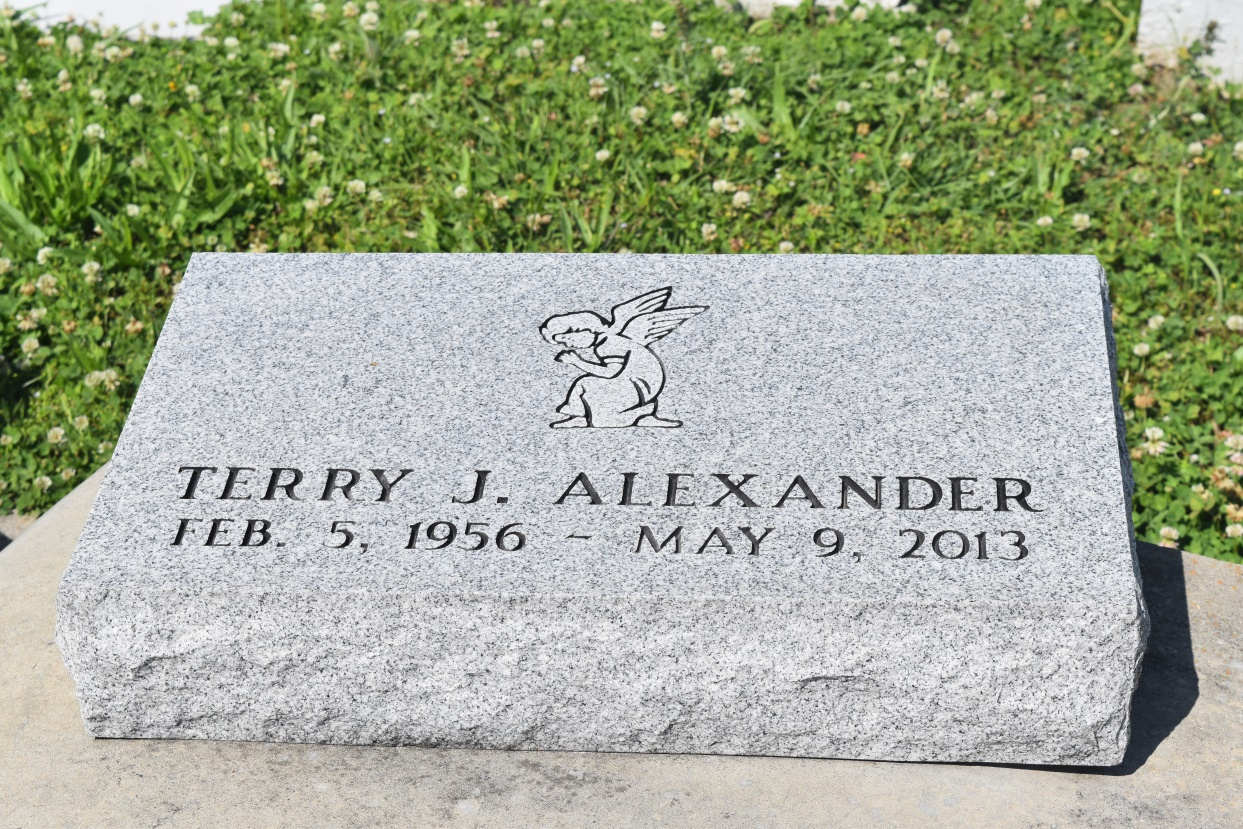 TERRY J. ALEXANDER
FEB. 5, 1956 ~ MAY 9, 2013